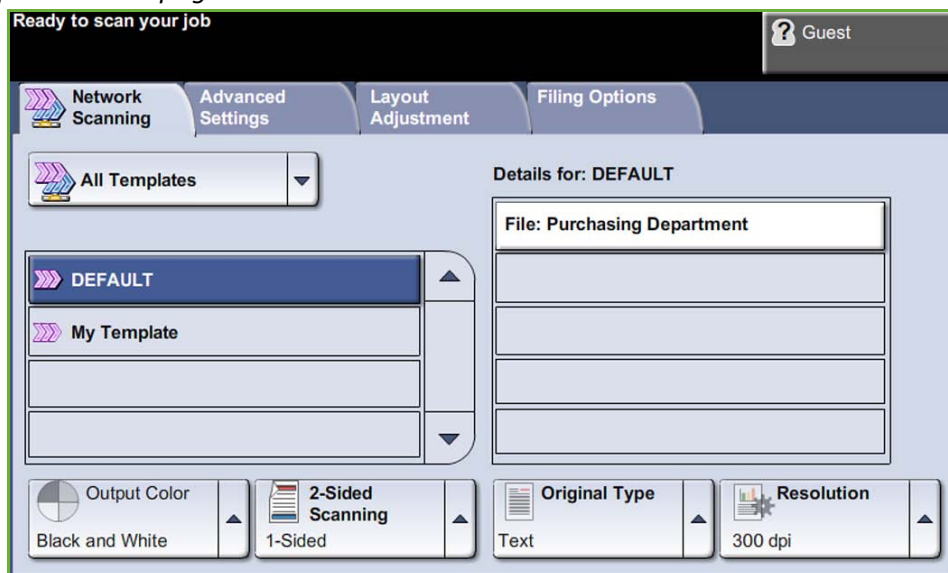 Ready to scan your job
Guest
Network
Scanning
Advanced
Settings
Layout
Adjustment
Filing Options
All Templates
Details for: DEFAULT
File: Purchasing Department
DEFAULT
My Template
Output Color
Black and White
2-Sided
Scanning
1-Sided
Original Type
Text
Resolution
300 dpi